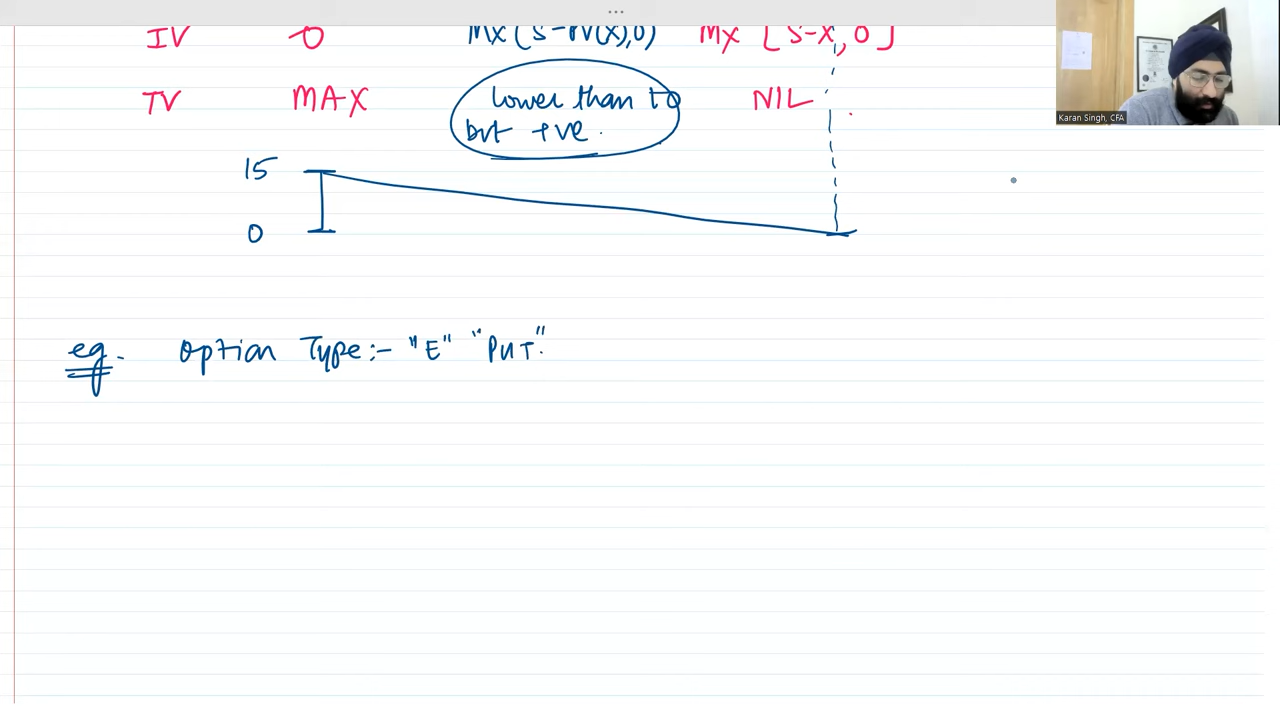 IV 0 Mx (S-PV(X),0) Mx [S-X, 0]
TV MAX lower than to NIL
but +ve.
15
0
eg. Option Type:- "E" "PUT"
Karan Singh, CFA